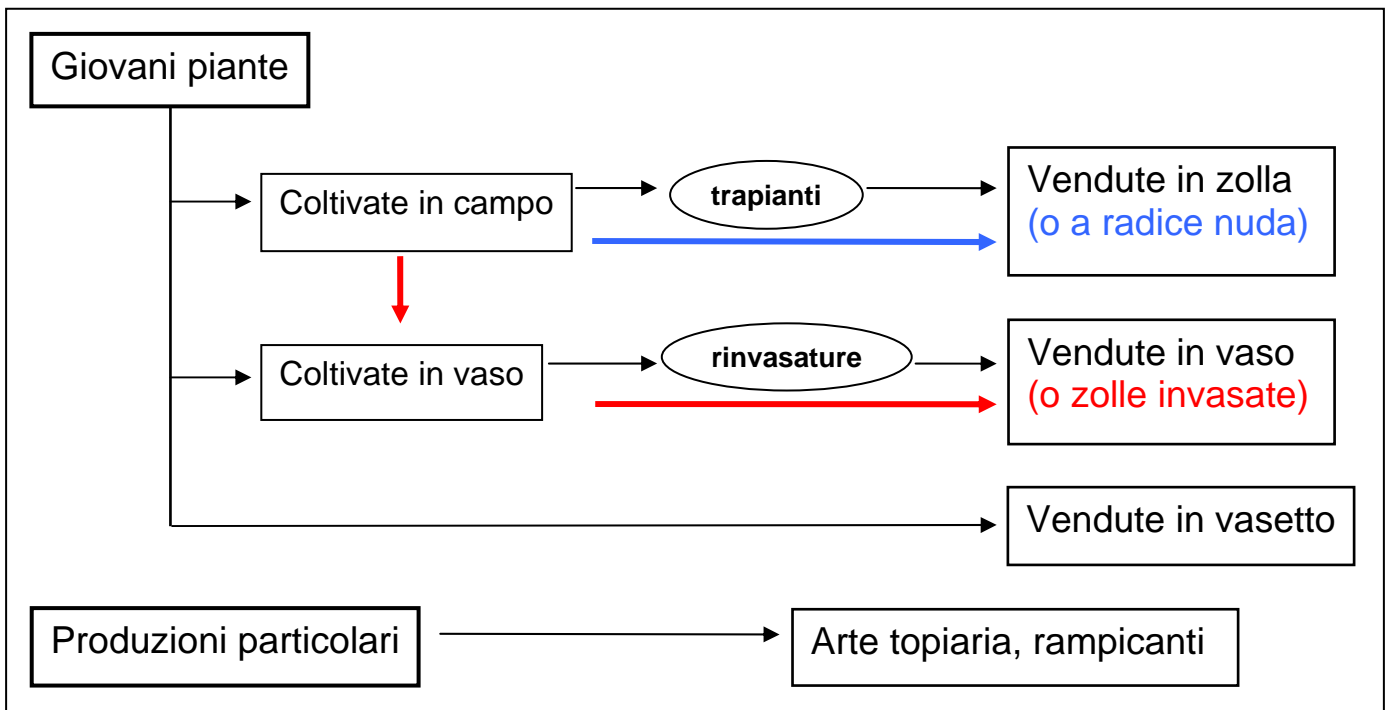 Giovani piante
Coltivate in campo
trapianti
Vendute in zolla
(o a radice nuda)
Coltivate in vaso
rinvasature
Vendute in vaso
(o zolle invasate)
Vendute in vasetto
Produzioni particolari
Arte topiaria, rampicanti